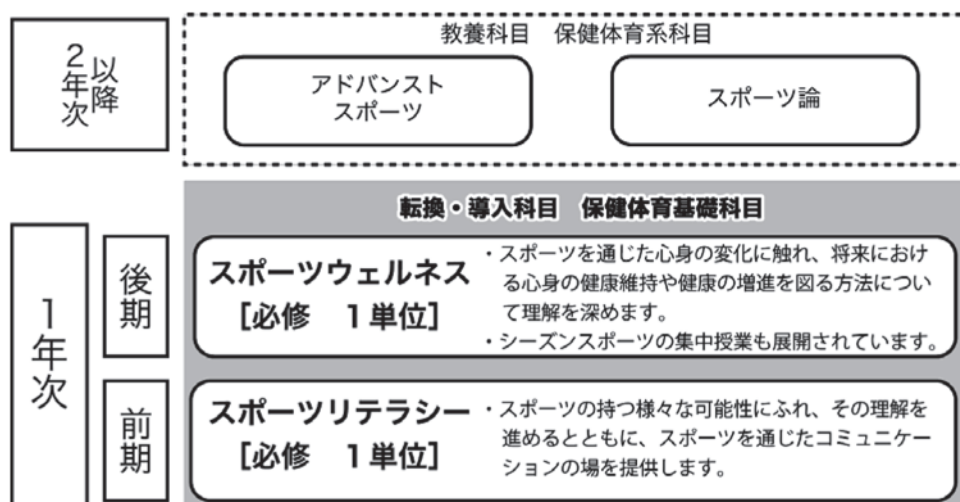 2年次
以降
教養科目 保健体育系科目
アドバンスト
スポーツ
スポーツ論
転換・導入科目 保健体育基礎科目
1年次
後期
スポーツウェルネス
[必修 1単位]
・スポーツを通じた心身の変化に触れ、将来におけ
る心身の健康維持や健康の増進を図る方法につい
て理解を深めます。
・シーズンスポーツの集中授業も展開されています。
前期
スポーツリテラシー
[必修 1単位]
・スポーツの持つ様々な可能性にふれ、その理解を
進めるとともに、スポーツを通じたコミュニケー
ションの場を提供します。